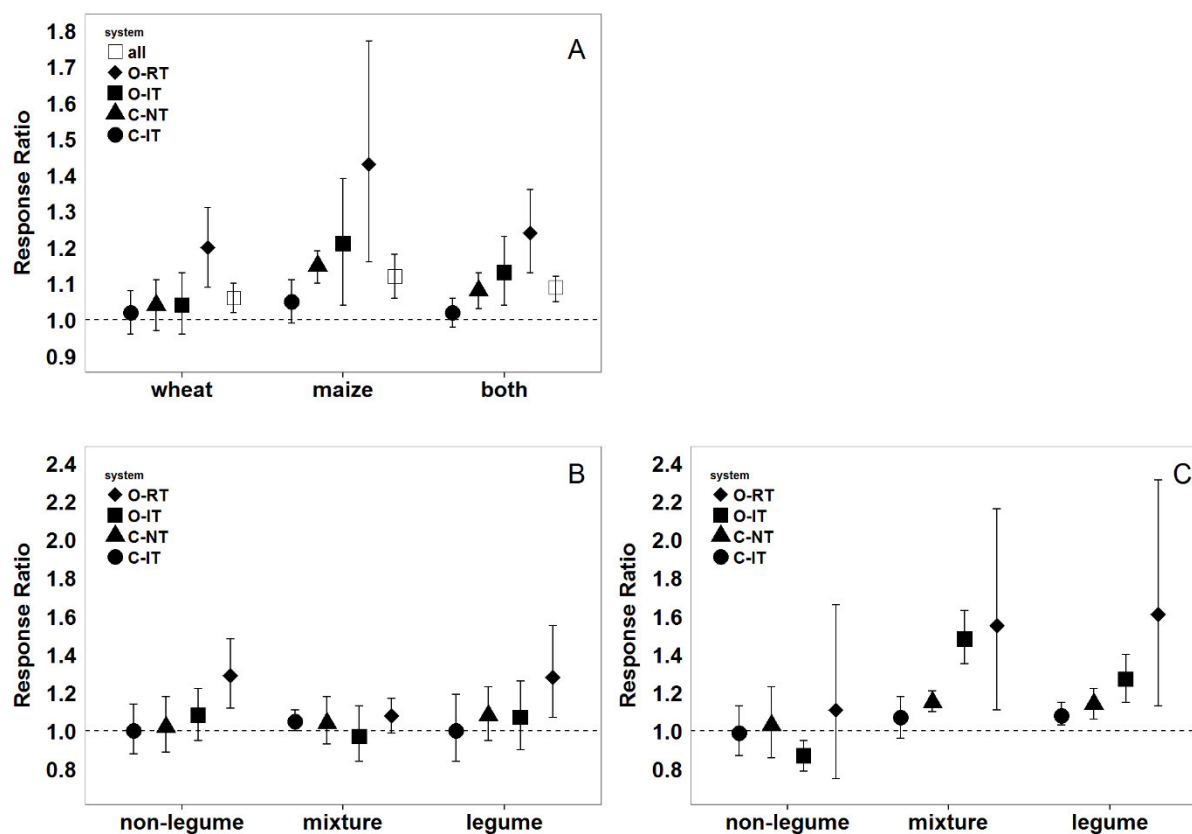 A
system
all
O-RT
O-IT
C-NT
C-IT
Response Ratio
1.8
1.7
1.6
1.5
1.4
1.3
1.2
1.1
1.0
0.9
wheat maize both
B
system
O-RT
O-IT
C-NT
C-IT
Response Ratio
2.4
2.2
2.0
1.8
1.6
1.4
1.2
1.0
0.8
non-legume mixture legume
C
system
O-RT
O-IT
C-NT
C-IT
Response Ratio
2.4
2.2
2.0
1.8
1.6
1.4
1.2
1.0
0.8
non-legume mixture legume